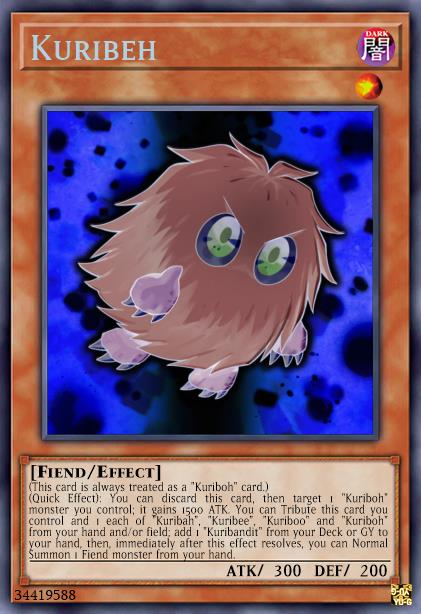 KURIBEH
DARK
闇
[FIEND/EFFECT]
(This card is always treated as a "Kuriboh" card.)
(Quick Effect): You can discard this card, then target 1 "Kuriboh"
monster you control; it gains 1500 ATK. You can Tribute this card you
control and 1 each of "Kuribah", "Kuribee", "Kuriboo" and "Kuriboh"
from your hand and/or field; add 1 "Kuribandit" from your Deck or GY to
your hand, then, immediately after this effect resolves, you can Normal
Summon 1 Fiend monster from your hand.
ATK/ 300 DEF/ 200
34419588